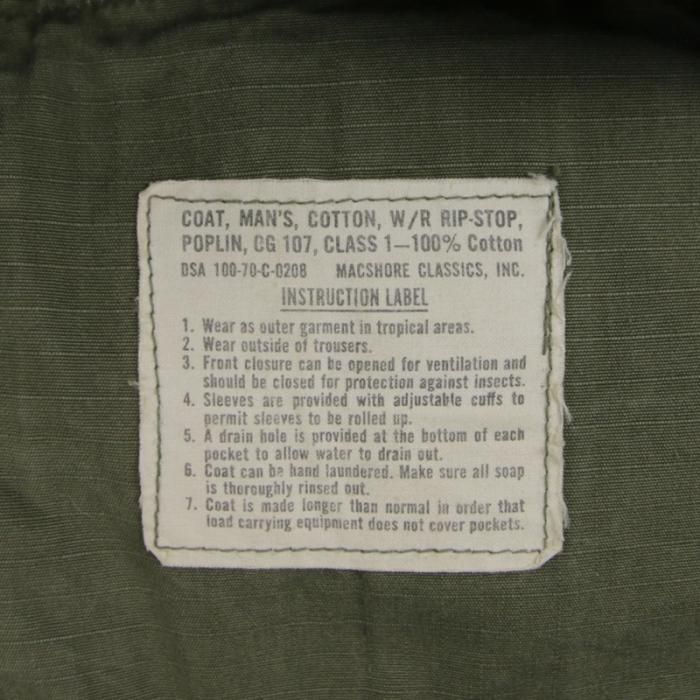 COAT, MAN'S, COTTON, W/R RIP-STOP,
POPLIN, OG 107, CLASS 1—100% Cotton
DSA 100-70-C-0208 MACSHORE CLASSICS, INC.
INSTRUCTION LABEL
1. Wear as outer garment in tropical areas.
2. Wear outside of trousers.
3. Front closure can be opened for ventilation and
should be closed for protection against insects.
4. Sleeves are provided with adjustable cuffs to
permit sleeves to be rolled up.
5. A drain hole is provided at the bottom of each
pocket to allow water to drain out.
6. Coat can be hand laundered. Make sure all soap
is thoroughly rinsed out.
7. Coat is made longer than normal in order that
load carrying equipment does not cover pockets.